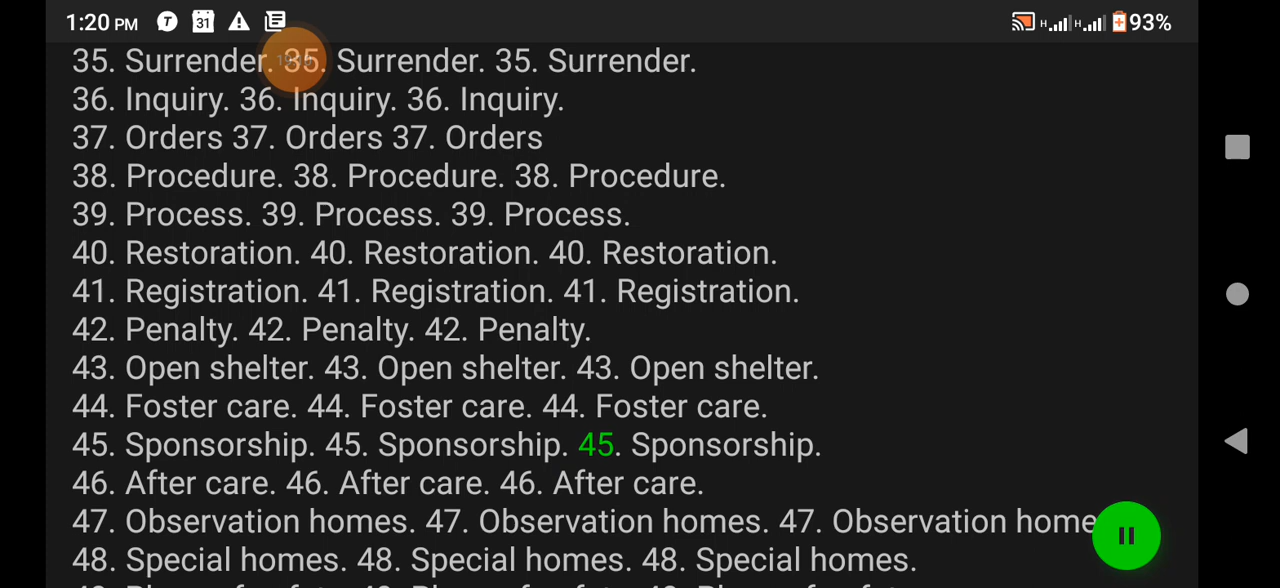 1:20 PM T 31 H H 93%
35. Surrender. 35. Surrender. 35. Surrender.
36. Inquiry. 36. Inquiry. 36. Inquiry.
37. Orders 37. Orders 37. Orders
38. Procedure. 38. Procedure. 38. Procedure.
39. Process. 39. Process. 39. Process.
40. Restoration. 40. Restoration. 40. Restoration.
41. Registration. 41. Registration. 41. Registration.
42. Penalty. 42. Penalty. 42. Penalty.
43. Open shelter. 43. Open shelter. 43. Open shelter.
44. Foster care. 44. Foster care. 44. Foster care.
45. Sponsorship. 45. Sponsorship. 45. Sponsorship.
46. After care. 46. After care. 46. After care.
47. Observation homes. 47. Observation homes. 47. Observation home
48. Special homes. 48. Special homes. 48. Special homes.